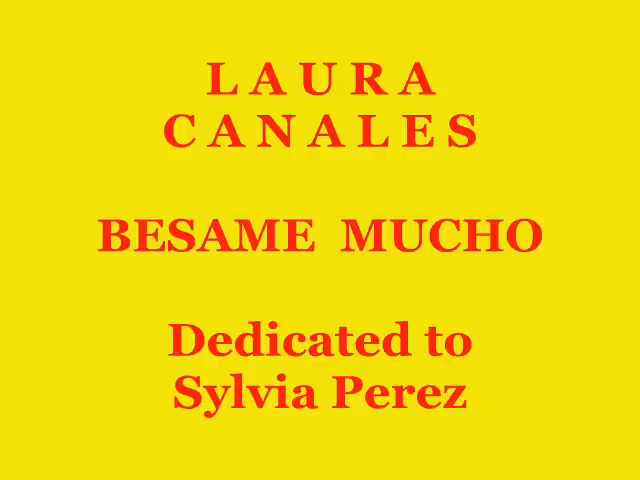 L A U R A
C A N A L E S
BESAME MUCHO
Dedicated to
Sylvia Perez